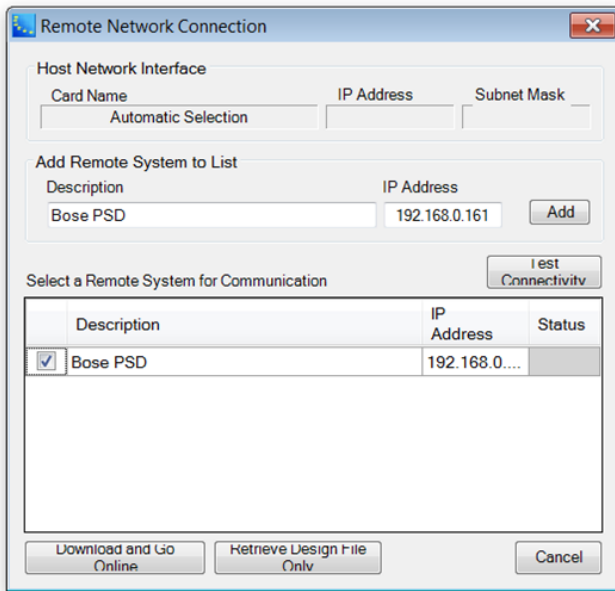 Remote Network Connection
Host Network Interface
Card Name IP Address Subnet Mask
Automatic Selection
Add Remote System to List
Description IP Address
Bose PSD 192.168.0.161 Add
Test
Connectivity
Select a Remote System for Communication
Description IP
Address Status
Bose PSD 192.168.0....
Download and Go
Online
Retrieve Design File
Only
Cancel